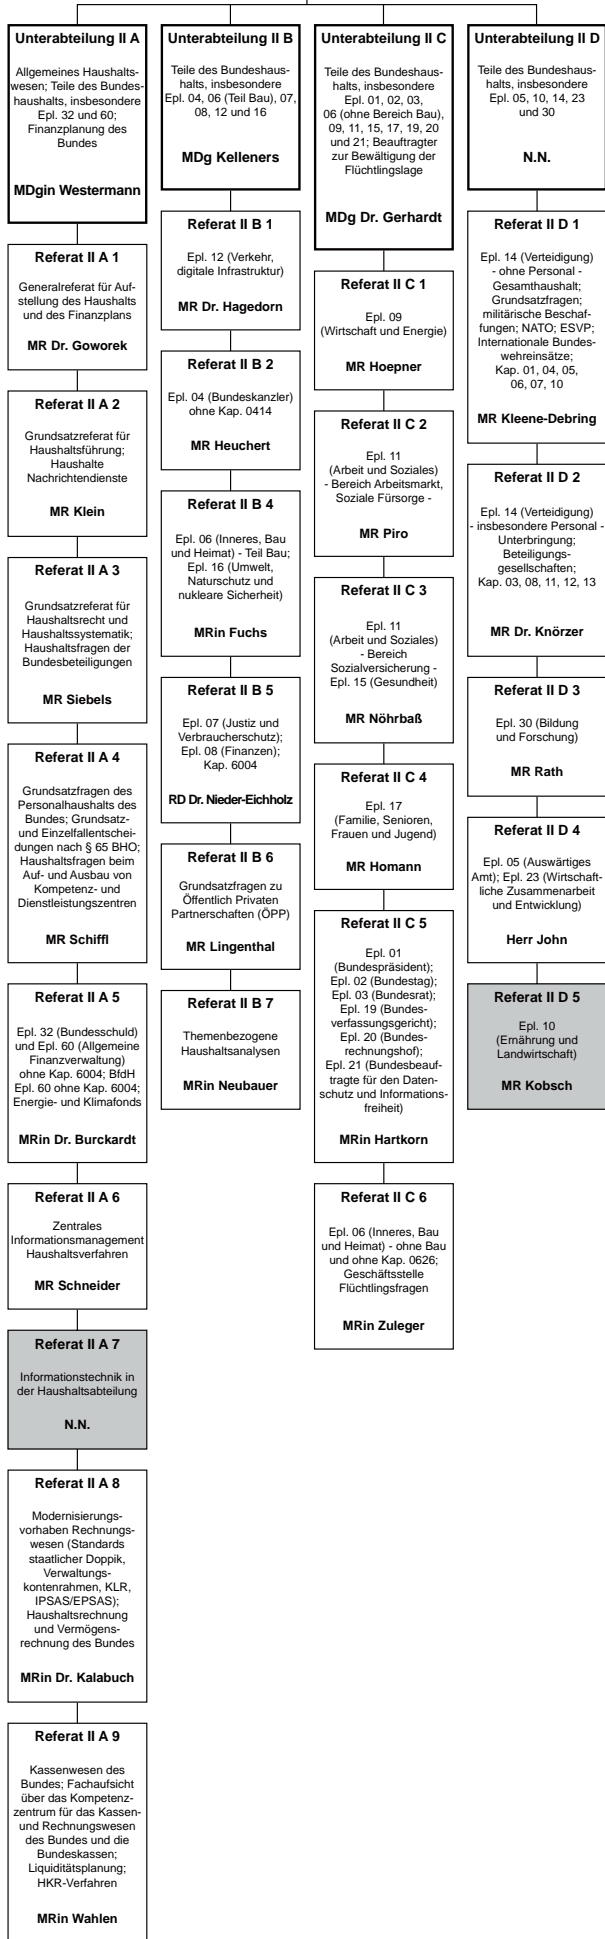 Unterabteilung II A
Allgemeines Haushalts-
wesen; Teile des Bundes-
haushalts, insbesondere
Epl. 32 und 60;
Finanzplanung des
Bundes
MDgin Westermann
Referat II A 1
Generalreferat für Auf-
stellung des Haushalts
und des Finanzplans
MR Dr. Goworek
Referat II A 2
Grundsatzreferat für
Haushaltsführung;
Haushalte
Nachrichtendienste
MR Klein
Referat II A 3
Grundsatzreferat für
Haushaltsrecht und
Haushaltssystematik;
Haushaltsfragen der
Bundesbeteiligungen
MR Siebels
Referat II A 4
Grundsatzfragen des
Personalhaushalts des
Bundes; Grundsatz-
und Einzelfallentschei-
dungen nach § 65 BHO;
Haushaltsfragen beim
Auf- und Ausbau von
Kompetenz- und
Dienstleistungszentren
MR Schiffl
Referat II A 5
Epl. 32 (Bundesschuld)
und Epl. 60 (Allgemeine
Finanzverwaltung)
ohne Kap. 6004; BfdH
Epl. 60 ohne Kap. 6004;
Energie- und Klimafonds
MRin Dr. Burckardt
Referat II A 6
Zentrales
Informationsmanagement
Haushaltsverfahren
MR Schneider
Referat II A 7
Informationstechnik in
der Haushaltsabteilung
N.N.
Referat II A 8
Modernisierungs-
vorhaben Rechnungs-
wesen (Standards
staatlicher Doppik,
Verwaltungs-
kontenrahmen, KLR,
IPSAS/EPSAS);
Haushaltsrechnung
und Vermögens-
rechnung des Bundes
MRin Dr. Kalabuch
Referat II A 9
Kassenwesen des
Bundes; Fachaufsicht
über das Kompetenz-
zentrum für das Kassen-
und Rechnungswesen
des Bundes und die
Bundeskassen;
Liquiditätsplanung;
HKR-Verfahren
MRin Wahlen
Unterabteilung II B
Teile des Bundeshaus-
halts, insbesondere
Epl. 04, 06 (Teil Bau), 07,
08, 12 und 16
MDg Kelleners
Referat II B 1
Epl. 12 (Verkehr,
digitale Infrastruktur)
MR Dr. Hagedorn
Referat II B 2
Epl. 04 (Bundeskanzler)
ohne Kap. 0414
MR Heuchert
Referat II B 4
Epl. 06 (Inneres, Bau
und Heimat) - Teil Bau;
Epl. 16 (Umwelt,
Naturschutz und
nukleare Sicherheit)
MRin Fuchs
Referat II B 5
Epl. 07 (Justiz und
Verbraucherschutz);
Epl. 08 (Finanzen);
Kap. 6004
RD Dr. Nieder-Eichholz
Referat II B 6
Grundsatzfragen zu
Öffentlich Privaten
Partnerschaften (ÖPP)
MR Lingenthal
Referat II B 7
Themenbezogene
Haushaltsanalysen
MRin Neubauer
Unterabteilung II C
Teile des Bundeshaus-
halts, insbesondere
Epl. 01, 02, 03,
06 (ohne Bereich Bau),
09, 11, 15, 17, 19, 20
und 21; Beauftragter
zur Bewältigung der
Flüchtlingslage
MDg Dr. Gerhardt
Referat II C 1
Epl. 09
(Wirtschaft und Energie)
MR Hoepner
Referat II C 2
Epl. 11
(Arbeit und Soziales)
- Bereich Arbeitsmarkt,
Soziale Fürsorge -
MR Piro
Referat II C 3
Epl. 11
(Arbeit und Soziales)
- Bereich
Sozialversicherung -
Epl. 15 (Gesundheit)
MR Nöhrbaß
Referat II C 4
Epl. 17
(Familie, Senioren,
Frauen und Jugend)
MR Homann
Referat II C 5
Epl. 01
(Bundespräsident);
Epl. 02 (Bundestag);
Epl. 03 (Bundesrat);
Epl. 19 (Bundes-
verfassungsgericht);
Epl. 20 (Bundes-
rechnungshof);
Epl. 21 (Bundesbeauf-
tragte für den Daten-
schutz und Informations-
freiheit)
MRin Hartkorn
Referat II C 6
Epl. 06 (Inneres, Bau
und Heimat) - ohne Bau
und ohne Kap. 0626;
Geschäftsstelle
Flüchtlingsfragen
MRin Zuleger
Unterabteilung II D
Teile des Bundeshaus-
halts, insbesondere
Epl. 05, 10, 14, 23
und 30
N.N.
Referat II D 1
Epl. 14 (Verteidigung)
- ohne Personal -
Gesamthaushalt;
Grundsatzfragen;
militärische Beschaf-
fungen; NATO; ESVP;
Internationale Bundes-
wehreinsätze;
Kap. 01, 04, 05,
06, 07, 10
MR Kleene-Debring
Referat II D 2
Epl. 14 (Verteidigung)
- insbesondere Personal -
Unterbringung;
Beteiligungs-
gesellschaften;
Kap. 03, 08, 11, 12, 13
MR Dr. Knörzer
Referat II D 3
Epl. 30 (Bildung
und Forschung)
MR Rath
Referat II D 4
Epl. 05 (Auswärtiges
Amt); Epl. 23 (Wirtschaft-
liche Zusammenarbeit
und Entwicklung)
Herr John
Referat II D 5
Epl. 10
(Ernährung und
Landwirtschaft)
MR Kobsch